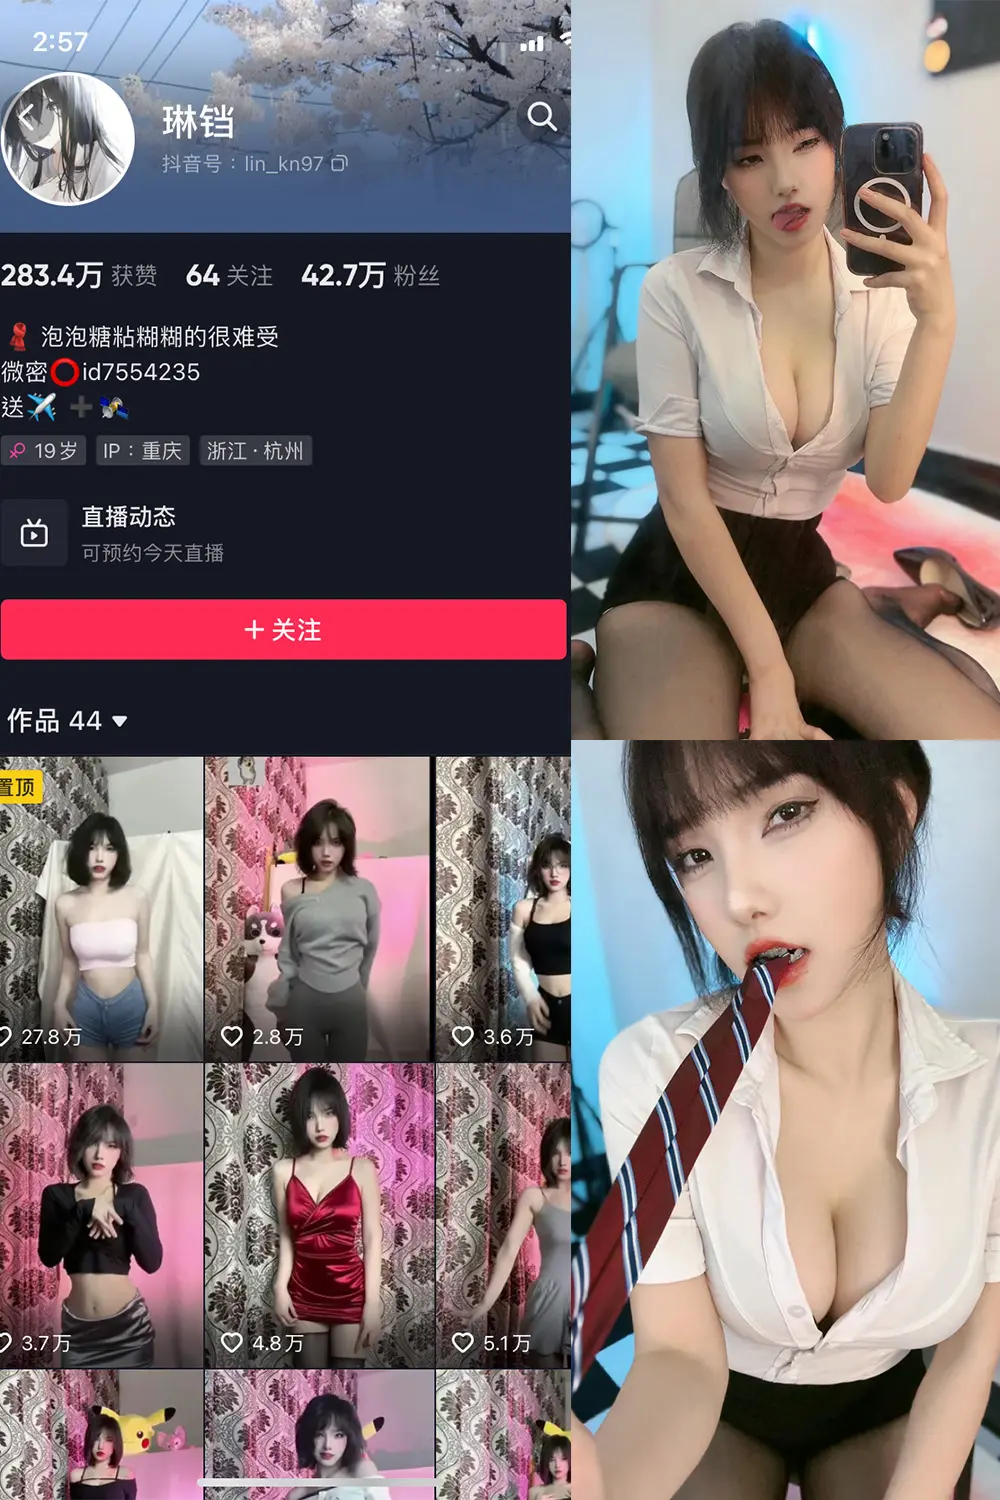 2:57
琳铛
抖音号：lin_kn97
283.4万 获赞 64 关注 42.7万 粉丝
泡泡糖粘糊糊的很难受
微密⭕id7554235
送✈️➕🛰️
19岁 IP：重庆 浙江·杭州
直播动态
可预约今天直播
+ 关注
作品 44
置顶
27.8万 2.8万 3.6万
3.7万 4.8万 5.1万